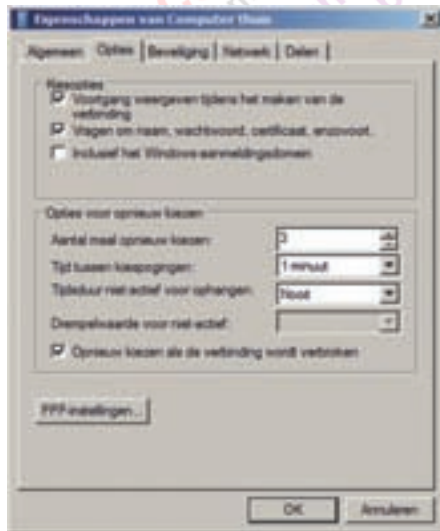 Eigenschappen van Computer thuis
Algemeen Opties Beveiliging Netwerk Delen
Kiesopties
Voortgang weergeven tijdens het maken van de
verbinding
Vragen om naam, wachtwoord, certificaat, enzovoort.
Inclusief het Windows-aanmeldingsdomein
Opties voor opnieuw kiezen
Aantal maal opnieuw kiezen: 3
Tijd tussen kiespogingen: 1 minuut
Tijdsduur niet-actief voor ophangen: Nooit
Drempelwaarde voor niet-actief:
Opnieuw kiezen als de verbinding wordt verbroken
PPP-instellingen...
OK Annuleren